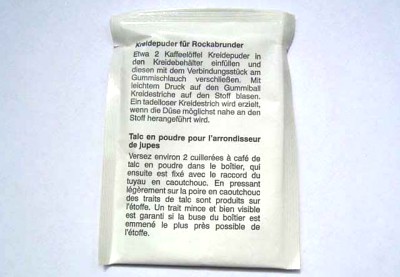 Kreidepuder für Rockabrunder
Etwa 2 Kaffeelöffel Kreidepuder in
den Kreidebehälter einfüllen und
diesen mit dem Verbindungsstück am
Gummischlauch verschließen. Mit
leichtem Druck auf den Gummiball
Kreidestriche auf den Stoff blasen.
Ein tadelloser Kreidestrich wird erzielt,
wenn die Düse möglichst nahe an den
Stoff herangeführt wird.
Talc en poudre pour l'arrondisseur
de jupes
Versez environ 2 cuillerées à café de
talc en poudre dans le boîtier, qui
ensuite est fixé avec le raccord du
tuyau en caoutchouc. En pressant
légèrement sur la poire en caoutchouc
des traits de talc sont produits sur
l'étoffe. Un trait mince et bien visible
est garanti si la buse du boîtier est
emmené le plus près possible de
l'étoffe.